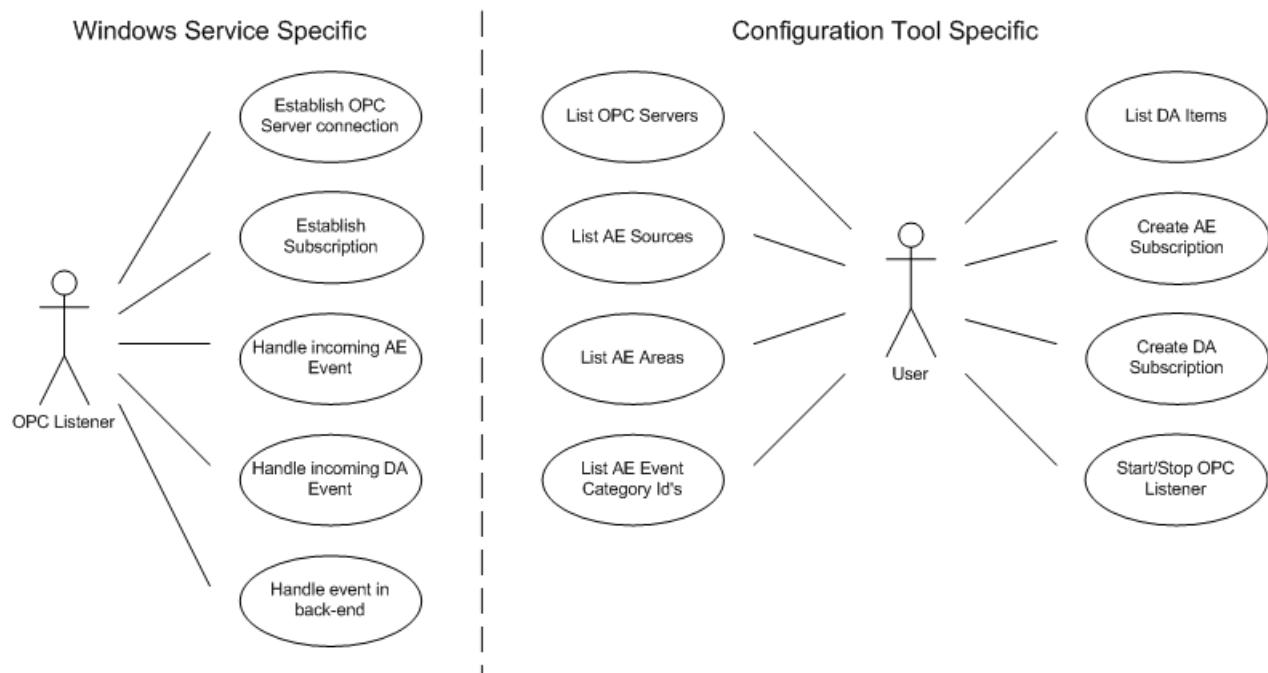 Windows Service Specific
Establish OPC
Server connection
Establish
Subscription
Handle incoming AE
Event
Handle incoming DA
Event
Handle event in
back-end
OPC Listener
Configuration Tool Specific
List OPC Servers
List AE Sources
List AE Areas
List AE Event
Category Id's
User
List DA Items
Create AE
Subscription
Create DA
Subscription
Start/Stop OPC
Listener